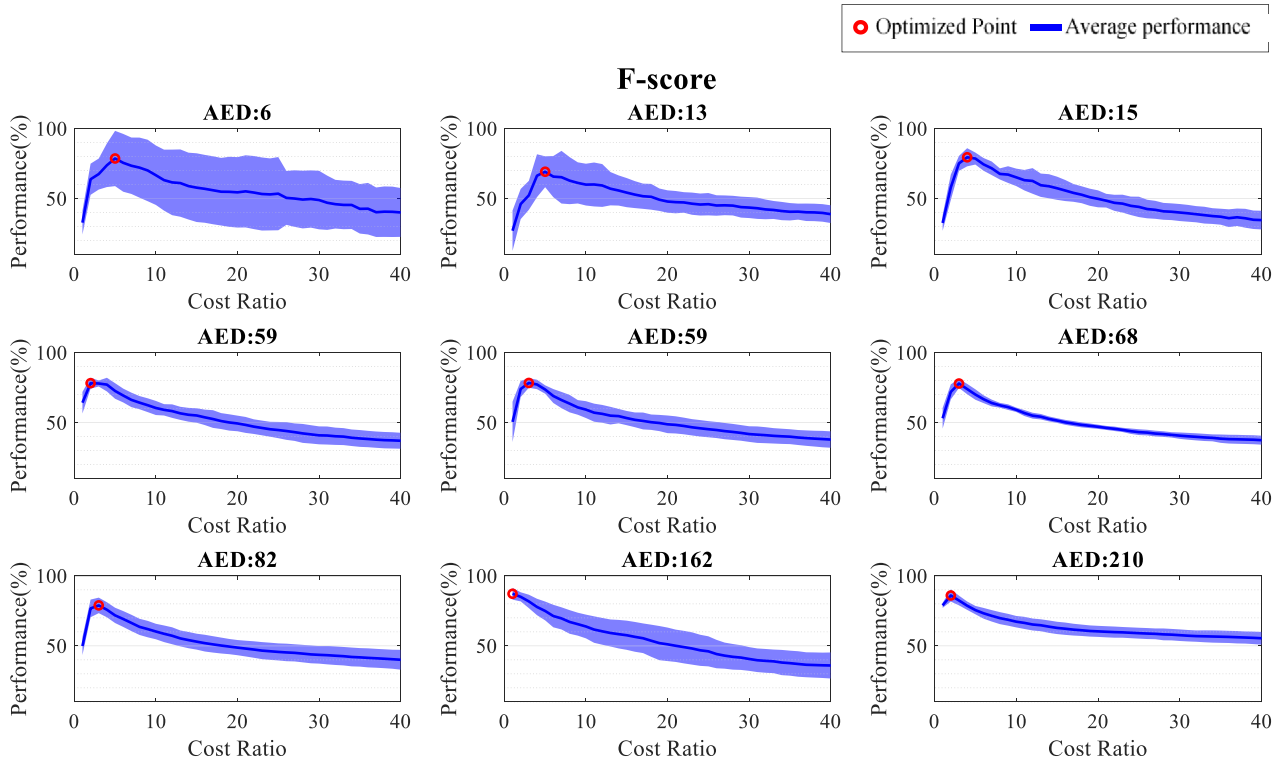 Optimized Point Average performance
F-score
AED:6 AED:13 AED:15
Performance(%) 100 50 0 10 20 30 40 Cost Ratio
Performance(%) 100 50 0 10 20 30 40 Cost Ratio
Performance(%) 100 50 0 10 20 30 40 Cost Ratio
AED:59 AED:59 AED:68
Performance(%) 100 50 0 10 20 30 40 Cost Ratio
Performance(%) 100 50 0 10 20 30 40 Cost Ratio
Performance(%) 100 50 0 10 20 30 40 Cost Ratio
AED:82 AED:162 AED:210
Performance(%) 100 50 0 10 20 30 40 Cost Ratio
Performance(%) 100 50 0 10 20 30 40 Cost Ratio
Performance(%) 100 50 0 10 20 30 40 Cost Ratio